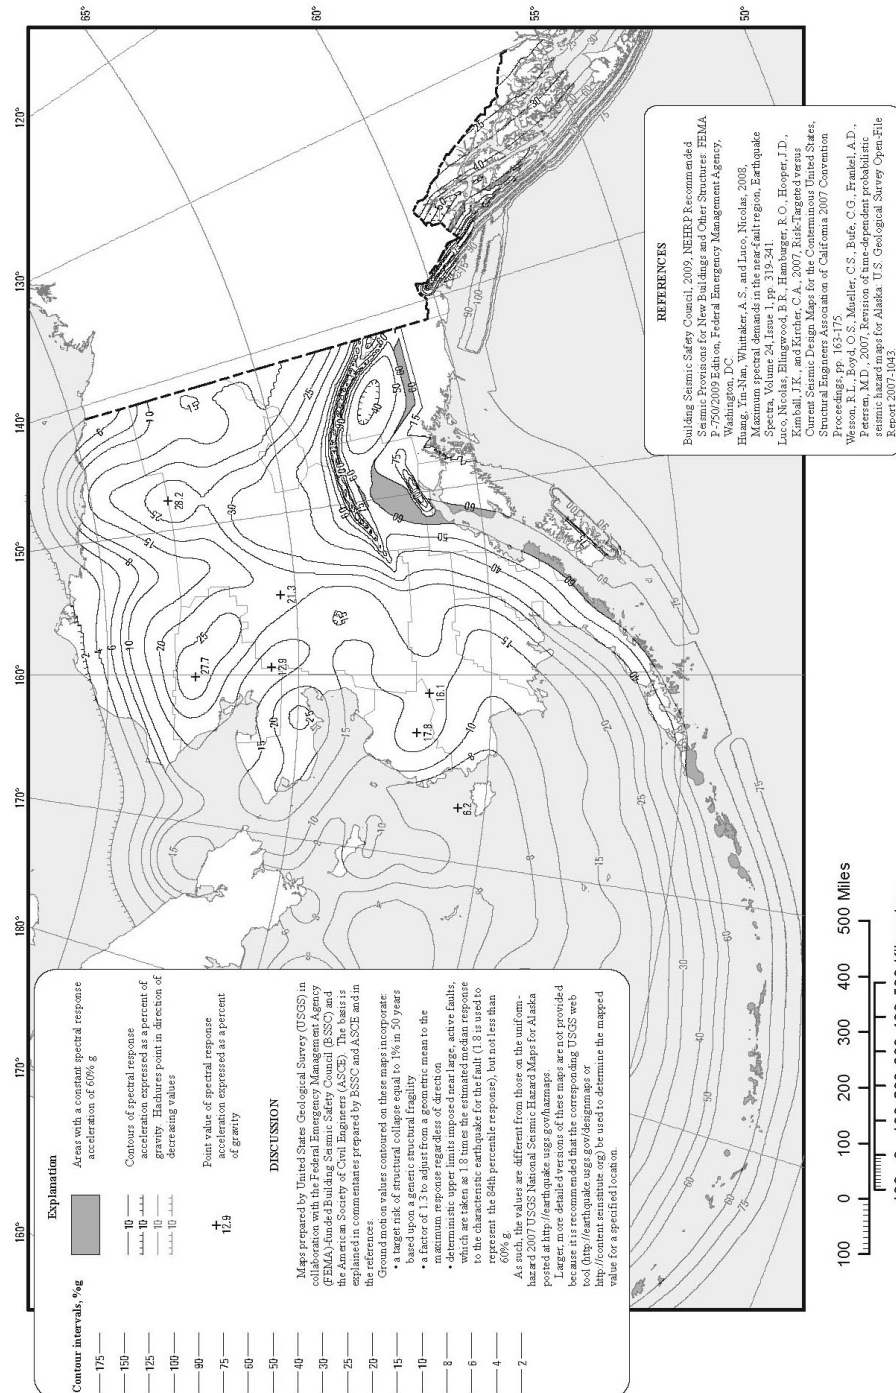 Explanation
Contour intervals, %g
175
150
125
100
90
75
60
50
40
30
25
20
15
10
8
6
4
2
Areas with a constant spectral response
acceleration of 60% g
10
10
10
Contours of spectral response
acceleration expressed as a percent of
gravity. Hachures point in direction of
decreasing values
+
12.9
Point value of spectral response
acceleration expressed as a percent
of gravity
DISCUSSION
Maps prepared by United States Geological Survey (USGS) in
collaboration with the Federal Emergency Management Agency
(FEMA)-funded Building Seismic Safety Council (BSSC) and
the American Society of Civil Engineers (ASCE). The basis is
explained in commentaries prepared by BSSC and ASCE and in
the references.
Ground motion values contoured on these maps incorporate:
• a target risk of structural collapse equal to 1% in 50 years
based upon a generic structural fragility
• a factor of 1.3 to adjust from a geometric mean to the
maximum response regardless of direction
• deterministic upper limits imposed near large, active faults,
which are taken as 1.8 times the estimated median response
to the characteristic earthquake for the fault (1.8 is used to
represent the 84th percentile response), but not less than
60% g.
As such, the values are different from those on the uniform-
hazard 2007 USGS National Seismic Hazard Maps for Alaska
posted at http://earthquake.usgs.gov/hazmaps.
Larger, more detailed versions of these maps are not provided
because it is recommended that the corresponding USGS web
tool (http://earthquake.usgs.gov/designmaps or
http://content.seinstitute.org) be used to determine the mapped
value for a specified location.
160°
170°
180°
170°
160°
150°
140°
130°
120°
65°
60°
55°
50°
28.2
27.7
21.3
12.9
16.1
17.8
6.2
REFERENCES
Building Seismic Safety Council, 2009, NEHRP Recommended
Seismic Provisions for New Buildings and Other Structures: FEMA
P-750/2009 Edition, Federal Emergency Management Agency,
Washington, DC.
Huang, Yin-Nan, Whittaker, A.S., and Luco, Nicolas, 2008,
Maximum spectral demands in the near-fault region, Earthquake
Spectra, Volume 24, Issue 1, pp. 319-341.
Luco, Nicolas, Ellingwood, B.R., Hamburger, R.O., Hooper, J.D.,
Kimball, J.K., and Kircher, C.A., 2007, Risk-Targeted versus
Current Seismic Design Maps for the Conterminous United States,
Structural Engineers Association of California 2007 Convention
Proceedings, pp. 163-175.
Wesson, R.L., Boyd, O.S., Mueller, C.S., Bufe, C.G., Frankel, A.D.,
Petersen, M.D., 2007, Revision of time-dependent probabilistic
seismic hazard maps for Alaska: U.S. Geological Survey Open-File
Report 2007-1043.
100 0 100 200 300 400 500 Miles